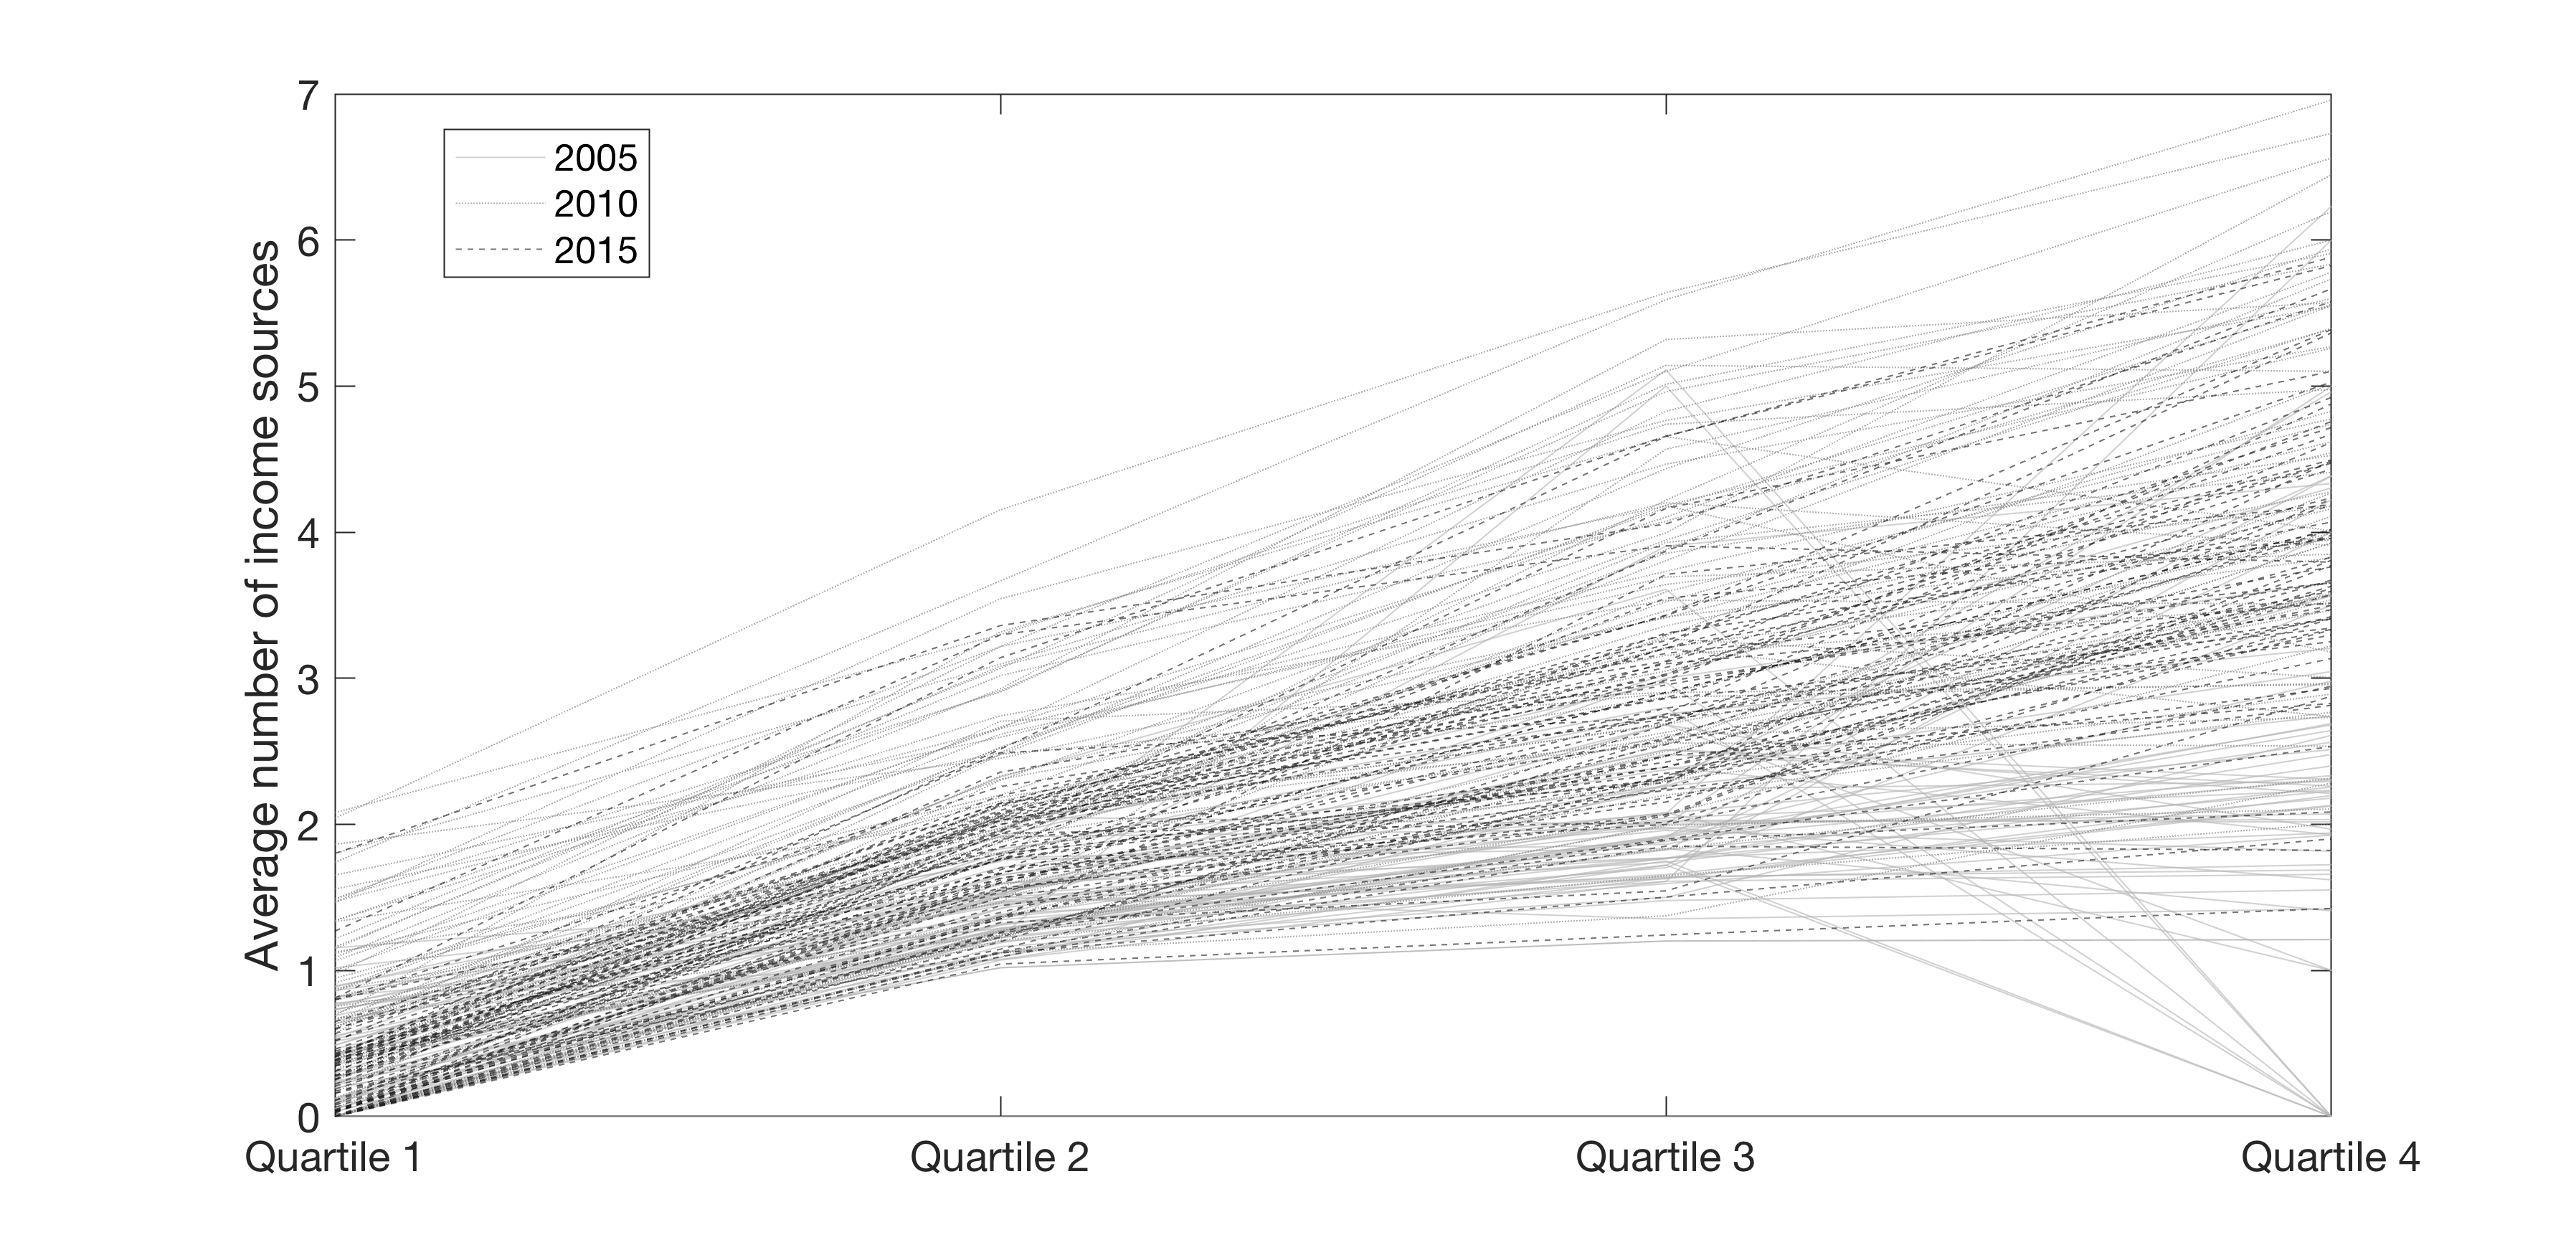 7
6
5
4
3
2
1
0
Average number of income sources
2005
2010
2015
Quartile 1
Quartile 2
Quartile 3
Quartile 4